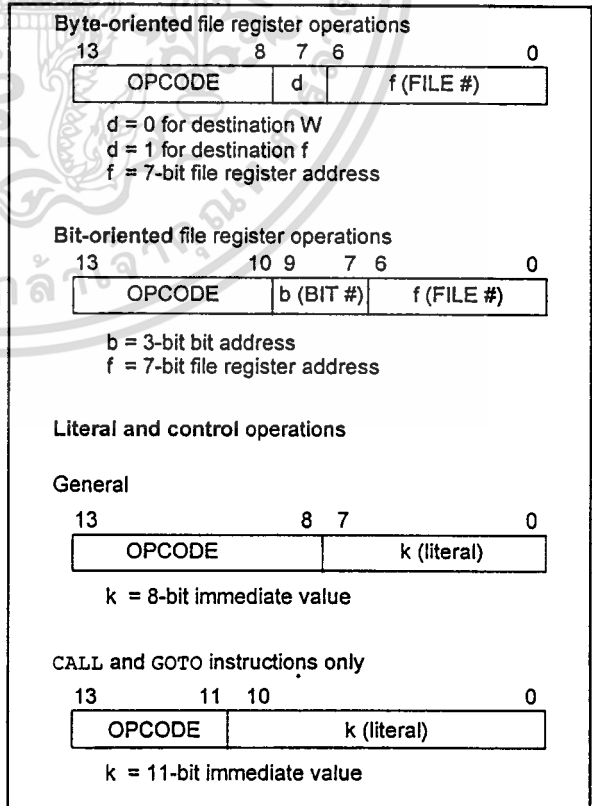 Byte-oriented file register operations
13 8 7 6 0
OPCODE d f (FILE #)
d = 0 for destination W
d = 1 for destination f
f = 7-bit file register address
Bit-oriented file register operations
13 10 9 7 6 0
OPCODE b (BIT #) f (FILE #)
b = 3-bit bit address
f = 7-bit file register address
Literal and control operations
General
13 8 7 0
OPCODE k (literal)
k = 8-bit immediate value
CALL and GOTO instructions only
13 11 10 0
OPCODE k (literal)
k = 11-bit immediate value